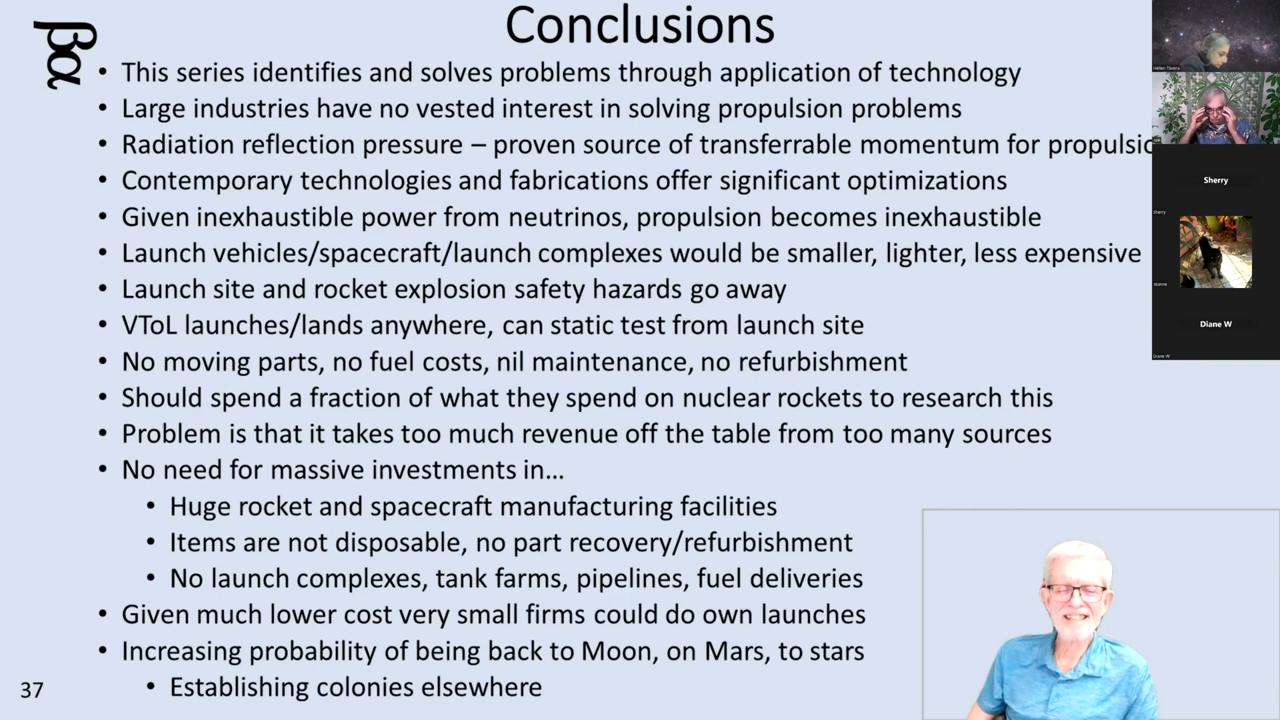 βα
Conclusions
• This series identifies and solves problems through application of technology
• Large industries have no vested interest in solving propulsion problems
• Radiation reflection pressure – proven source of transferrable momentum for propulsic
• Contemporary technologies and fabrications offer significant optimizations
• Given inexhaustible power from neutrinos, propulsion becomes inexhaustible
• Launch vehicles/spacecraft/launch complexes would be smaller, lighter, less expensive
• Launch site and rocket explosion safety hazards go away
• VToL launches/lands anywhere, can static test from launch site
• No moving parts, no fuel costs, nil maintenance, no refurbishment
• Should spend a fraction of what they spend on nuclear rockets to research this
• Problem is that it takes too much revenue off the table from too many sources
• No need for massive investments in…
• Huge rocket and spacecraft manufacturing facilities
• Items are not disposable, no part recovery/refurbishment
• No launch complexes, tank farms, pipelines, fuel deliveries
• Given much lower cost very small firms could do own launches
• Increasing probability of being back to Moon, on Mars, to stars
• Establishing colonies elsewhere
37
Sherry
Sherry
Diane W
Diane W